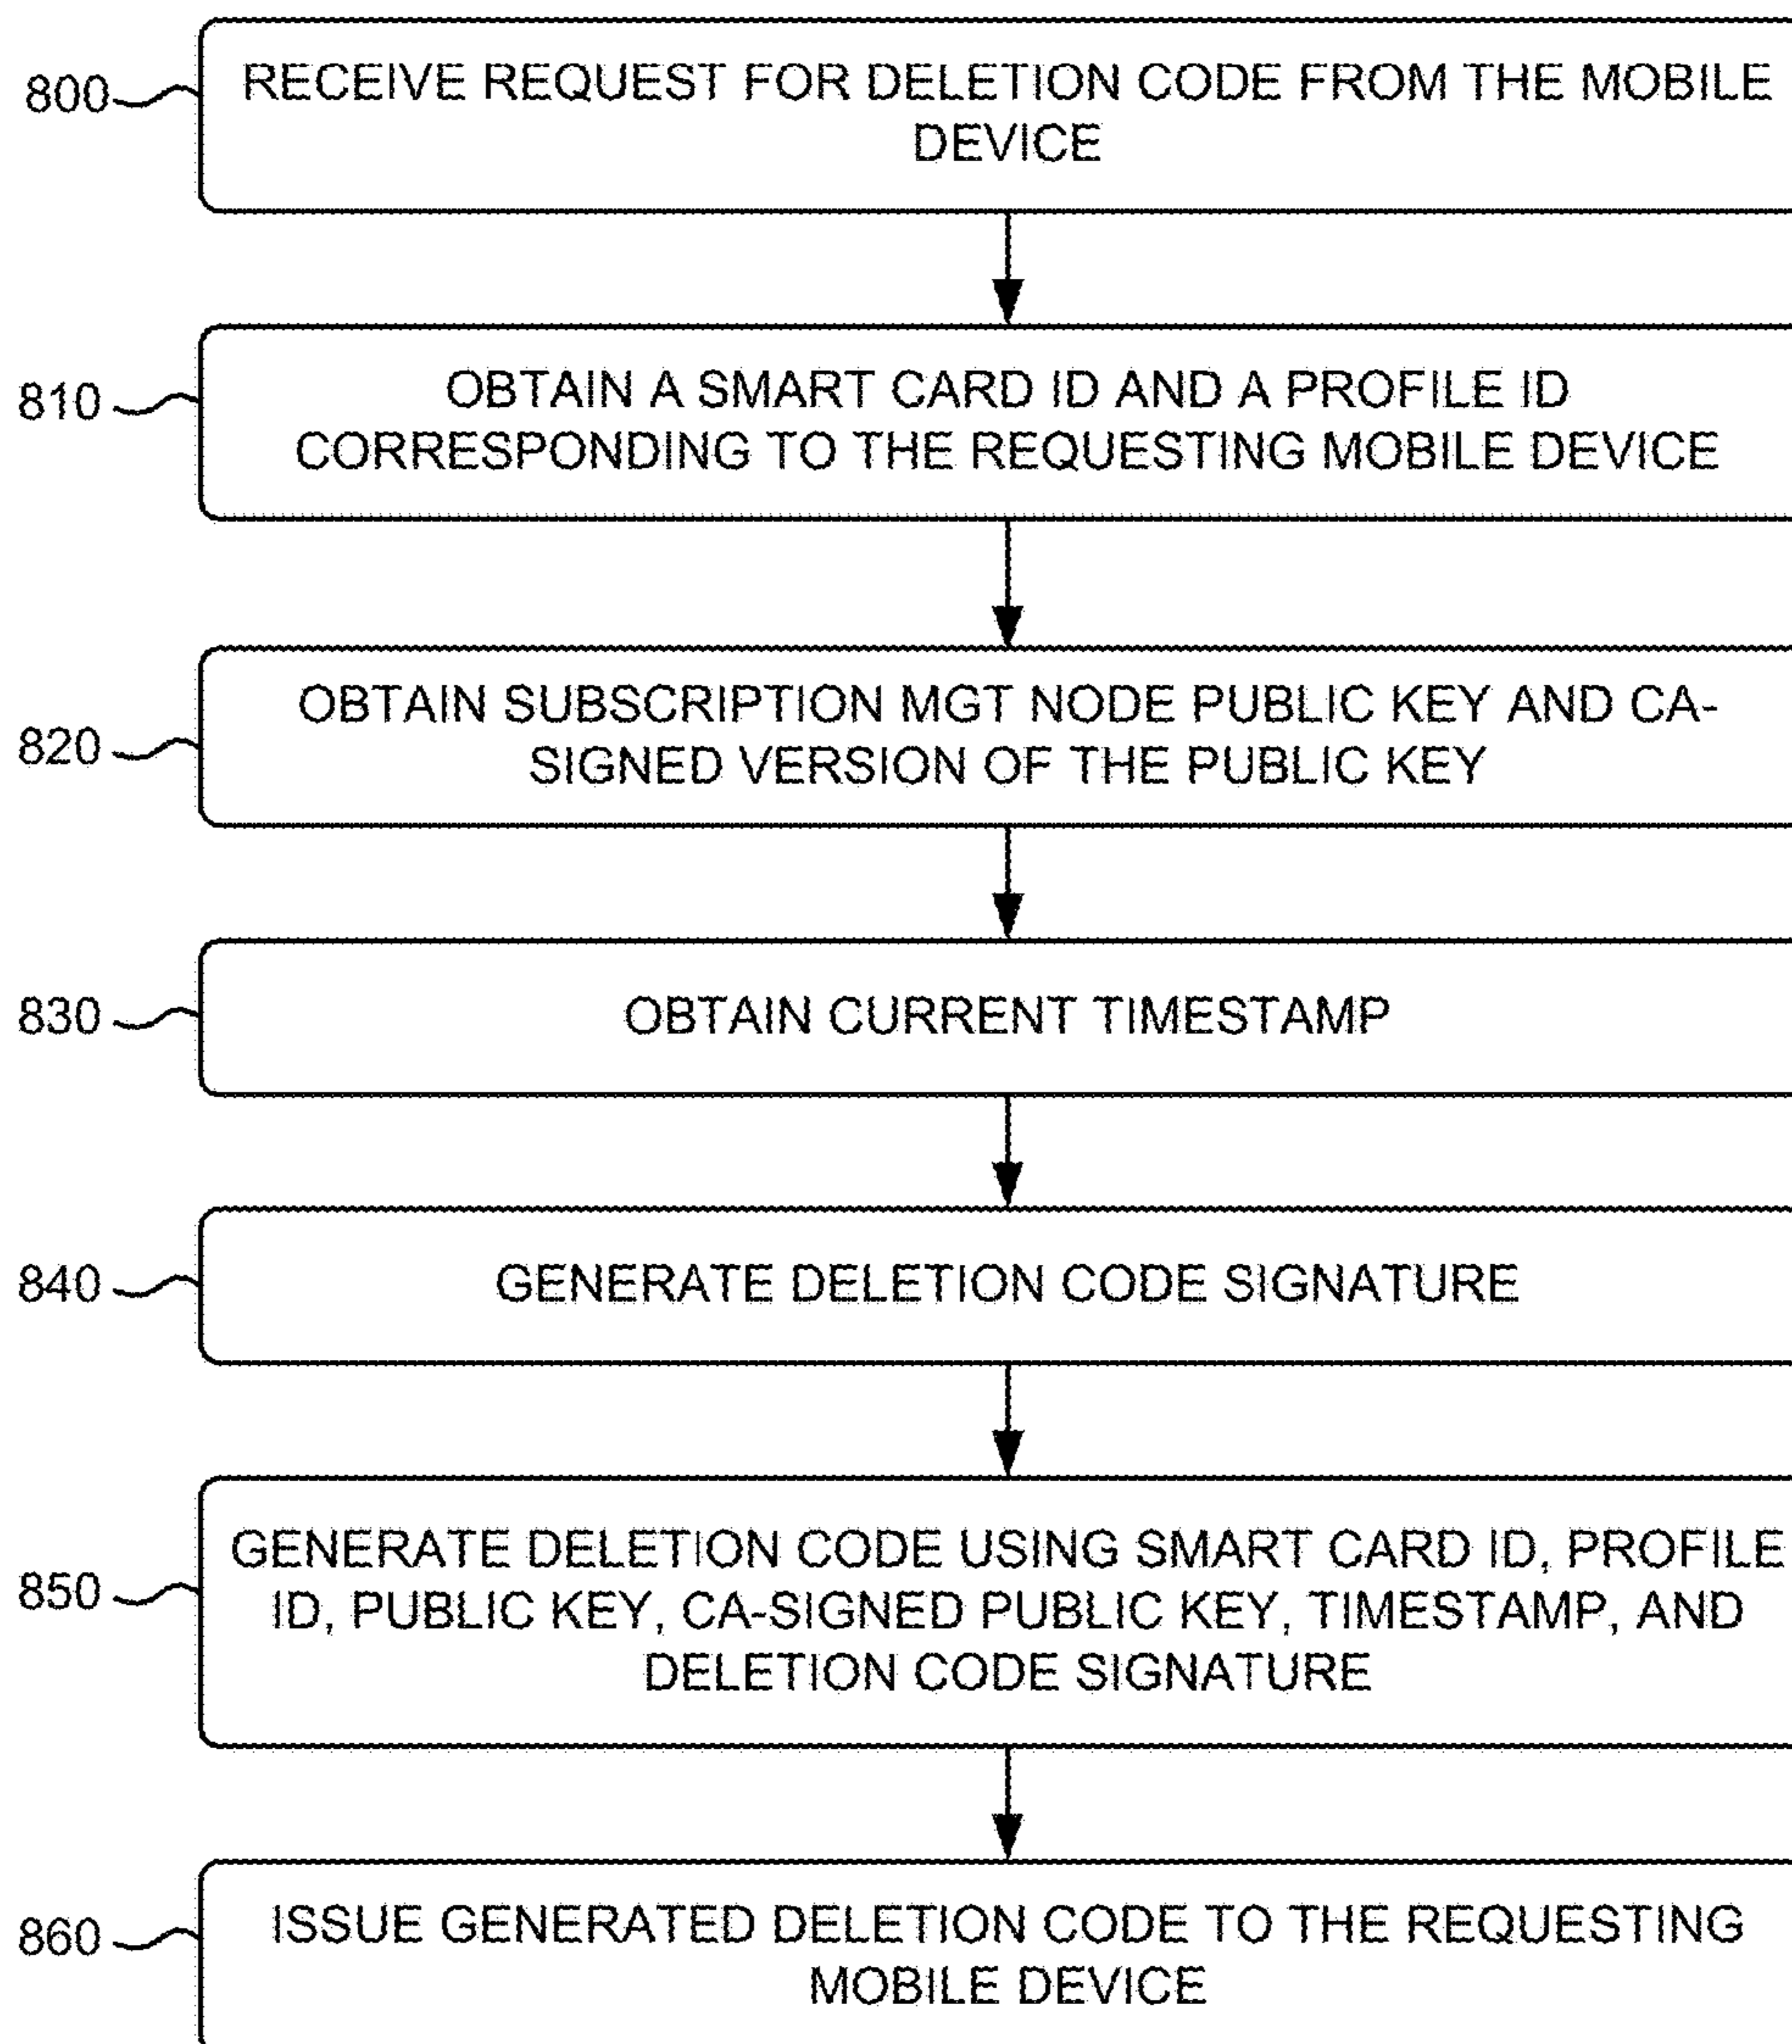 800
RECEIVE REQUEST FOR DELETION CODE FROM THE MOBILE
DEVICE
810
OBTAIN A SMART CARD ID AND A PROFILE ID
CORRESPONDING TO THE REQUESTING MOBILE DEVICE
820
OBTAIN SUBSCRIPTION MGT NODE PUBLIC KEY AND CA-
SIGNED VERSION OF THE PUBLIC KEY
830
OBTAIN CURRENT TIMESTAMP
840
GENERATE DELETION CODE SIGNATURE
850
GENERATE DELETION CODE USING SMART CARD ID, PROFILE
ID, PUBLIC KEY, CA-SIGNED PUBLIC KEY, TIMESTAMP, AND
DELETION CODE SIGNATURE
860
ISSUE GENERATED DELETION CODE TO THE REQUESTING
MOBILE DEVICE